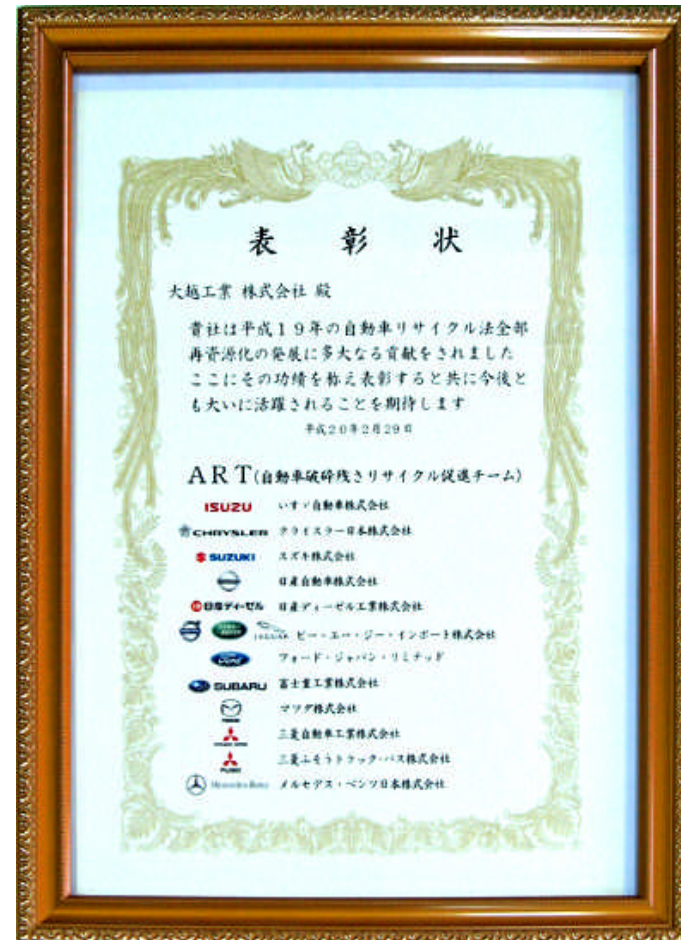 表彰状
大越工業 株式会社 殿
貴社は平成19年の自動車リサイクル法全部
再資源化の発展に多大なる貢献をされました
ここにその功績を称え表彰すると共に今後と
も大いに活躍されることを期待します
平成20年2月29日
ART(自動車破砕残さリサイクル促進チーム)
ISUZU いすゞ自動車株式会社
CHRYSLER クライスラー日本株式会社
SUZUKI スズキ株式会社
日産自動車株式会社
日産ディーゼル 日産ディーゼル工業株式会社
JAGUAR ピー・エー・ジー・インポート株式会社
Ford フォード・ジャパン・リミテッド
SUBARU 富士重工業株式会社
マツダ株式会社
三菱自動車工業株式会社
FUSO 三菱ふそうトラック・バス株式会社
Mercedes-Benz メルセデス・ベンツ日本株式会社